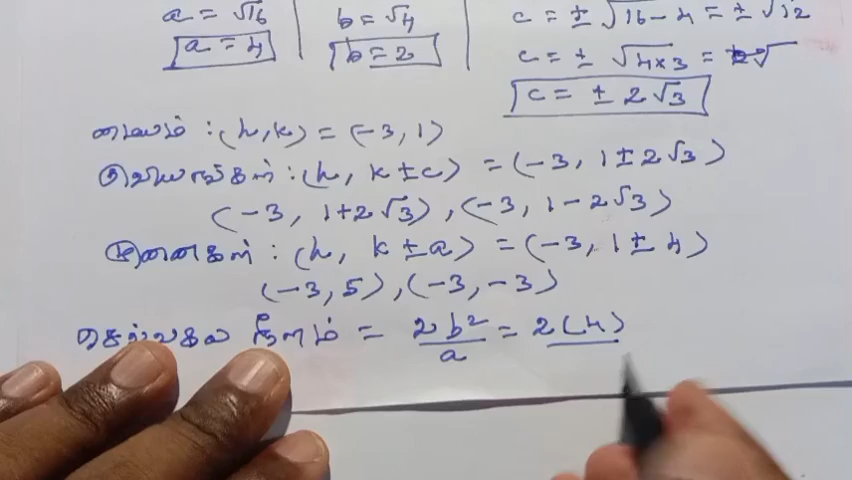 a = √16
a = 4
b = √4
b = 2
c = ± √16 - 4 = ± √12
c = ± √4×3 =
c = ± 2√3
மையம் : (h, k) = (-3, 1)
குவியங்கள் : (h, k ± c) = (-3, 1 ± 2√3)
(-3, 1+2√3), (-3, 1-2√3)
முனைகள் : (h, k ± a) = (-3, 1 ± 4)
(-3, 5), (-3, -3)
செவ்வகல நீளம் = 2b²/a = 2(4)